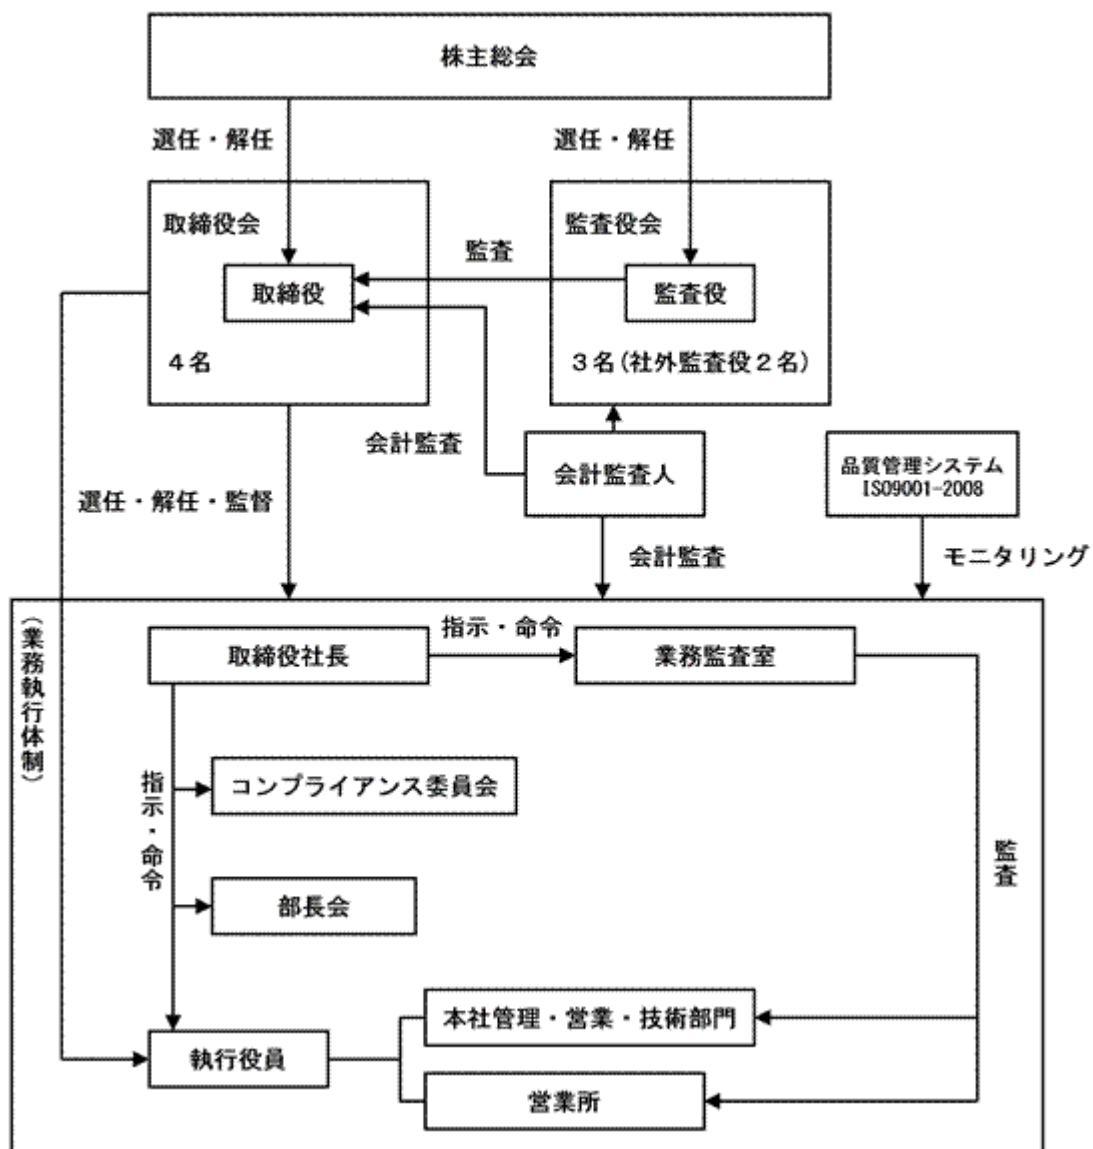 株主総会
選任・解任
選任・解任
取締役会
監査役会
監査
取締役
監査役
4名
3名(社外監査役2名)
会計監査
会計監査人
品質管理システム
ISO9001-2008
選任・解任・監督
会計監査
モニタリング
(業務執行体制)
取締役社長
指示・命令
業務監査室
コンプライアンス委員会
指示・命令
監査
部長会
本社管理・営業・技術部門
執行役員
営業所